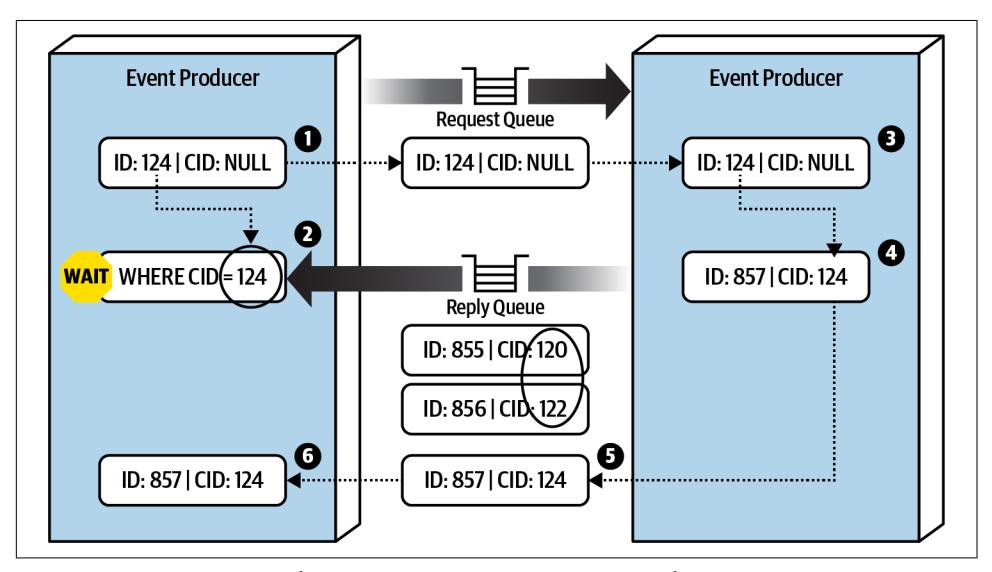 Event Producer
Event Producer
Request Queue
1
ID: 124 | CID: NULL
ID: 124 | CID: NULL
3
ID: 124 | CID: NULL
2
WAIT
WHERE CID = 124
4
ID: 857 | CID: 124
Reply Queue
ID: 855 | CID: 120
ID: 856 | CID: 122
6
ID: 857 | CID: 124
5
ID: 857 | CID: 124